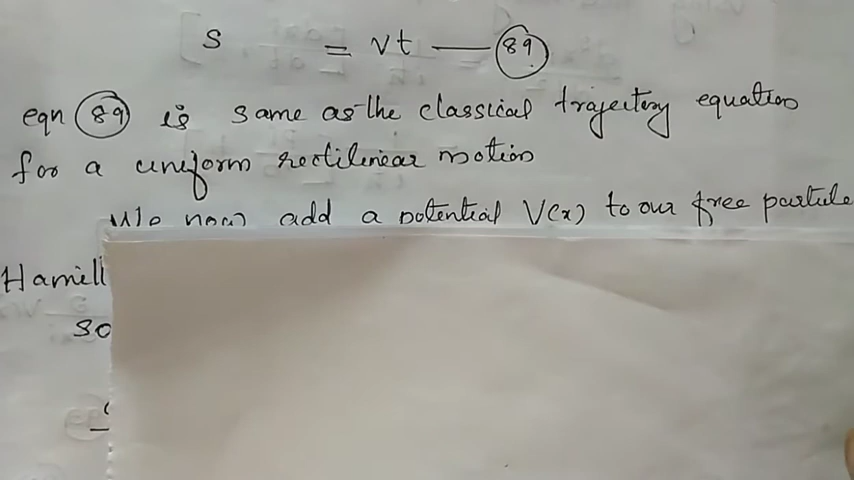 S = vt — 89
eqn 89 is same as the classical trajectory equation
for a uniform rectilinear motion
We now add a potential V(x) to our free particle
Hamil
so